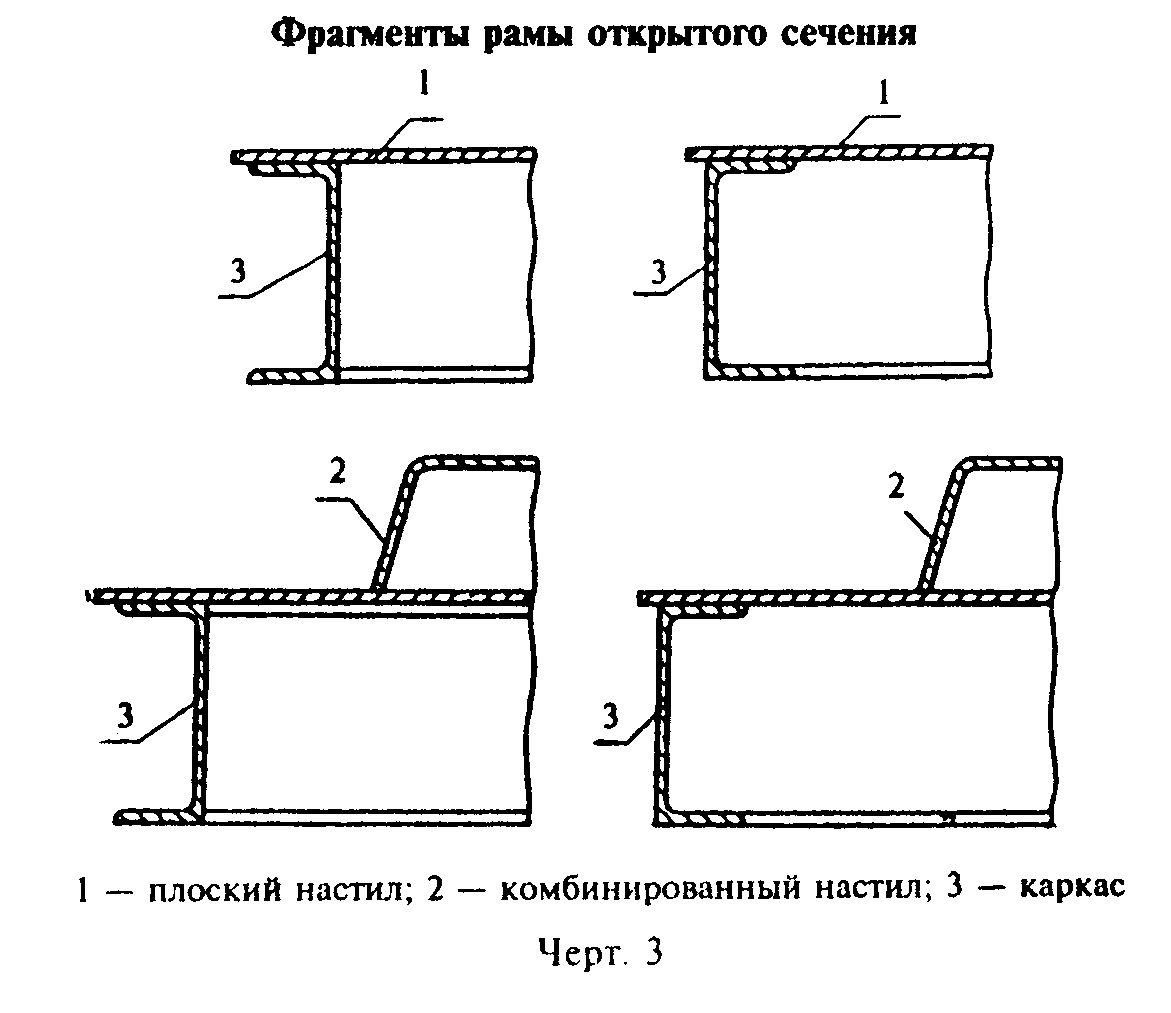 Фрагменты рамы открытого сечения
1
1
3
3
2
2
3
3
1 — плоский настил; 2 — комбинированный настил; 3 — каркас
Черт. 3